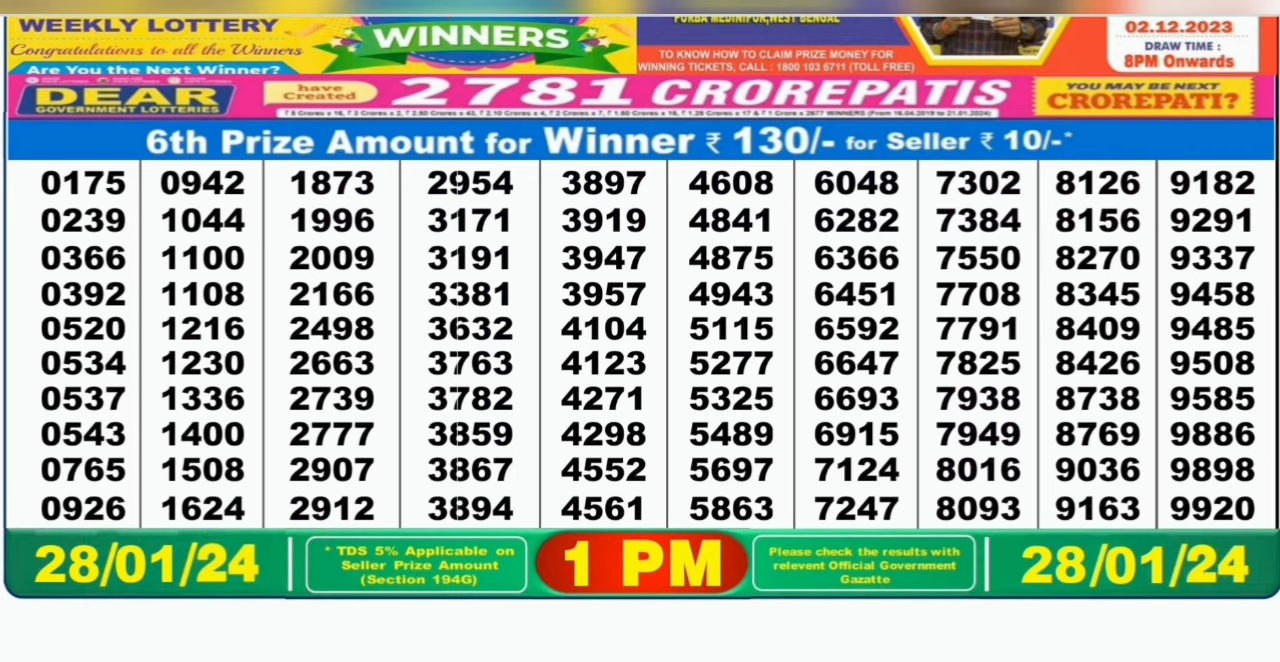 WEEKLY LOTTERY
Congratulations to all the Winners
Are You the Next Winner?
WINNERS
PURBA MEDINIPUR, WEST BENGAL
TO KNOW HOW TO CLAIM PRIZE MONEY FOR
WINNING TICKETS, CALL : 1800 103 6711 (TOLL FREE)
02.12.2023
DRAW TIME :
8PM Onwards
DEAR
GOVERNMENT LOTTERIES
have
Created
2781 CROREPATIS
YOU MAY BE NEXT
CROREPATI?
6th Prize Amount for Winner ₹ 130/- for Seller ₹ 10/-*
0175 0942 1873 2954 3897 4608 6048 7302 8126 9182
0239 1044 1996 3171 3919 4841 6282 7384 8156 9291
0366 1100 2009 3191 3947 4875 6366 7550 8270 9337
0392 1108 2166 3381 3957 4943 6451 7708 8345 9458
0520 1216 2498 3632 4104 5115 6592 7791 8409 9485
0534 1230 2663 3763 4123 5277 6647 7825 8426 9508
0537 1336 2739 3782 4271 5325 6693 7938 8738 9585
0543 1400 2777 3859 4298 5489 6915 7949 8769 9886
0765 1508 2907 3867 4552 5697 7124 8016 9036 9898
0926 1624 2912 3894 4561 5863 7247 8093 9163 9920
28/01/24
* TDS 5% Applicable on
Seller Prize Amount
(Section 194G)
1 PM
Please check the results with
relevent Official Government
Gazatte
28/01/24